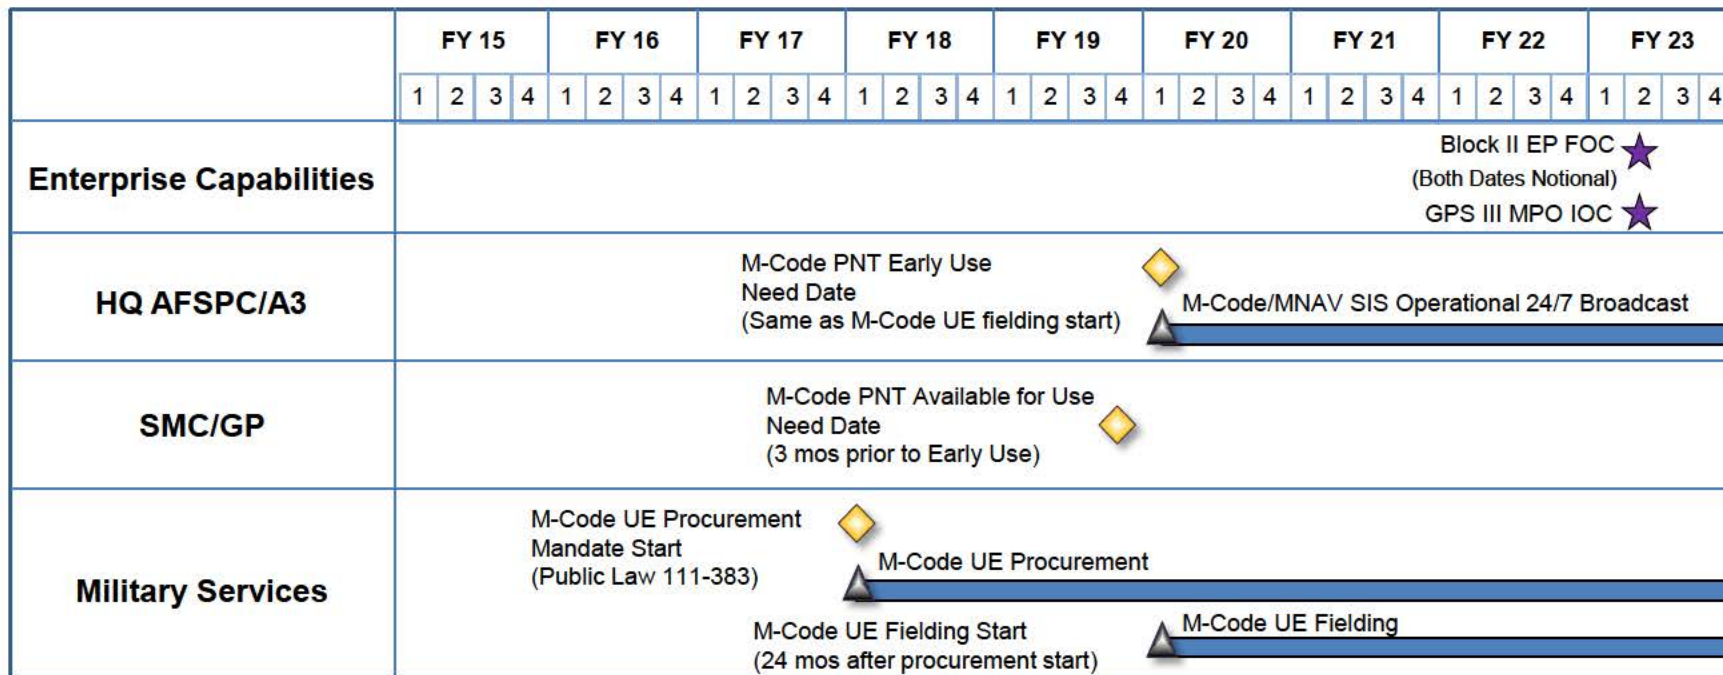 FY 15 FY 16 FY 17 FY 18 FY 19 FY 20 FY 21 FY 22 FY 23
1 2 3 4 1 2 3 4 1 2 3 4 1 2 3 4 1 2 3 4 1 2 3 4 1 2 3 4 1 2 3 4 1 2 3 4
Enterprise Capabilities
Block II EP FOC
(Both Dates Notional)
GPS III MPO IOC
HQ AFSPC/A3
M-Code PNT Early Use
Need Date
(Same as M-Code UE fielding start)
M-Code/MNAV SIS Operational 24/7 Broadcast
SMC/GP
M-Code PNT Available for Use
Need Date
(3 mos prior to Early Use)
Military Services
M-Code UE Procurement
Mandate Start
(Public Law 111-383)
M-Code UE Procurement
M-Code UE Fielding Start
(24 mos after procurement start)
M-Code UE Fielding